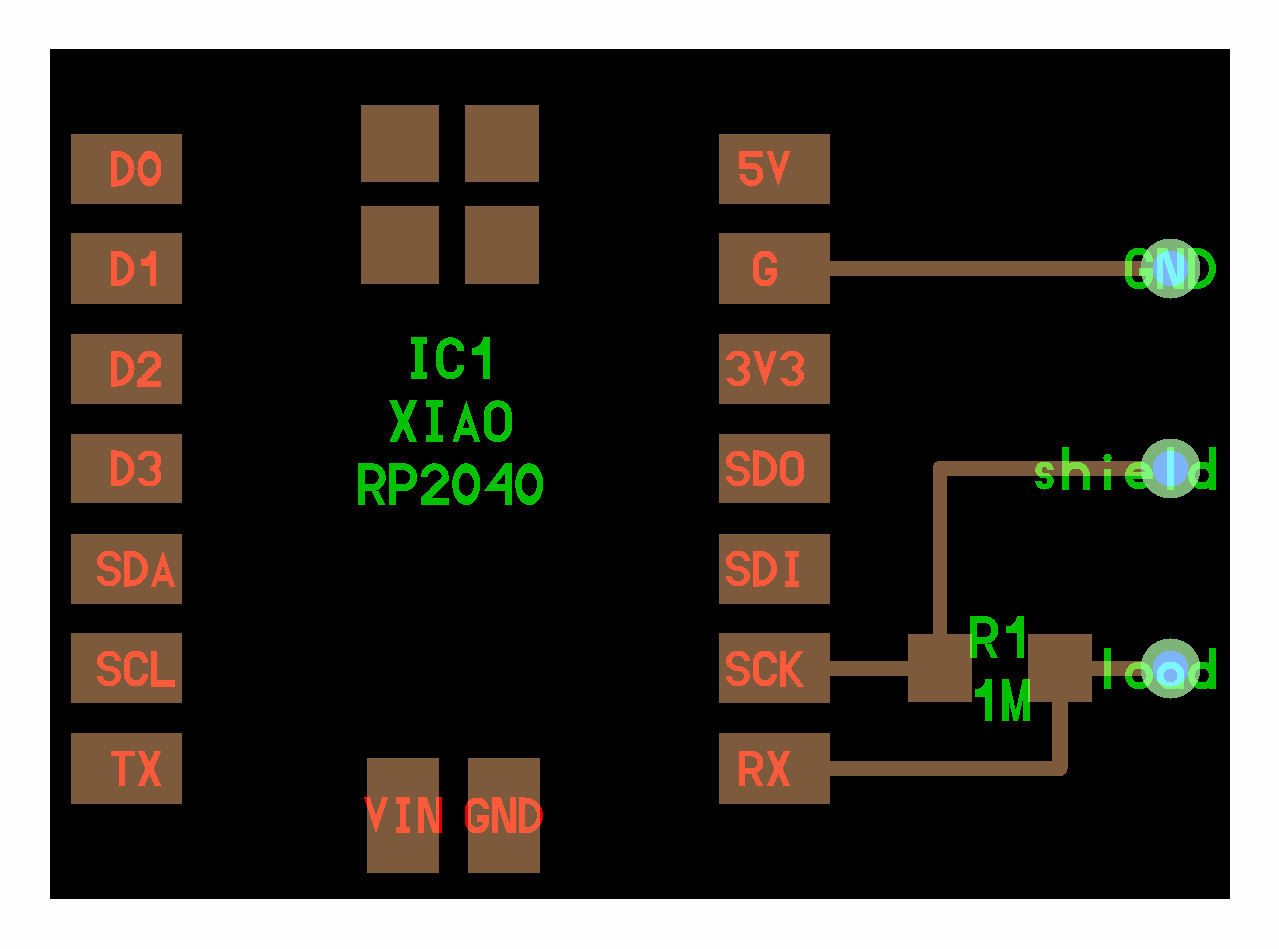 D0
D1
D2
D3
SDA
SCL
TX
IC1
XIAO
RP2040
VIN GND
5V
G
3V3
SDO
SDI
SCK
RX
R1
1M
GND
shield
load